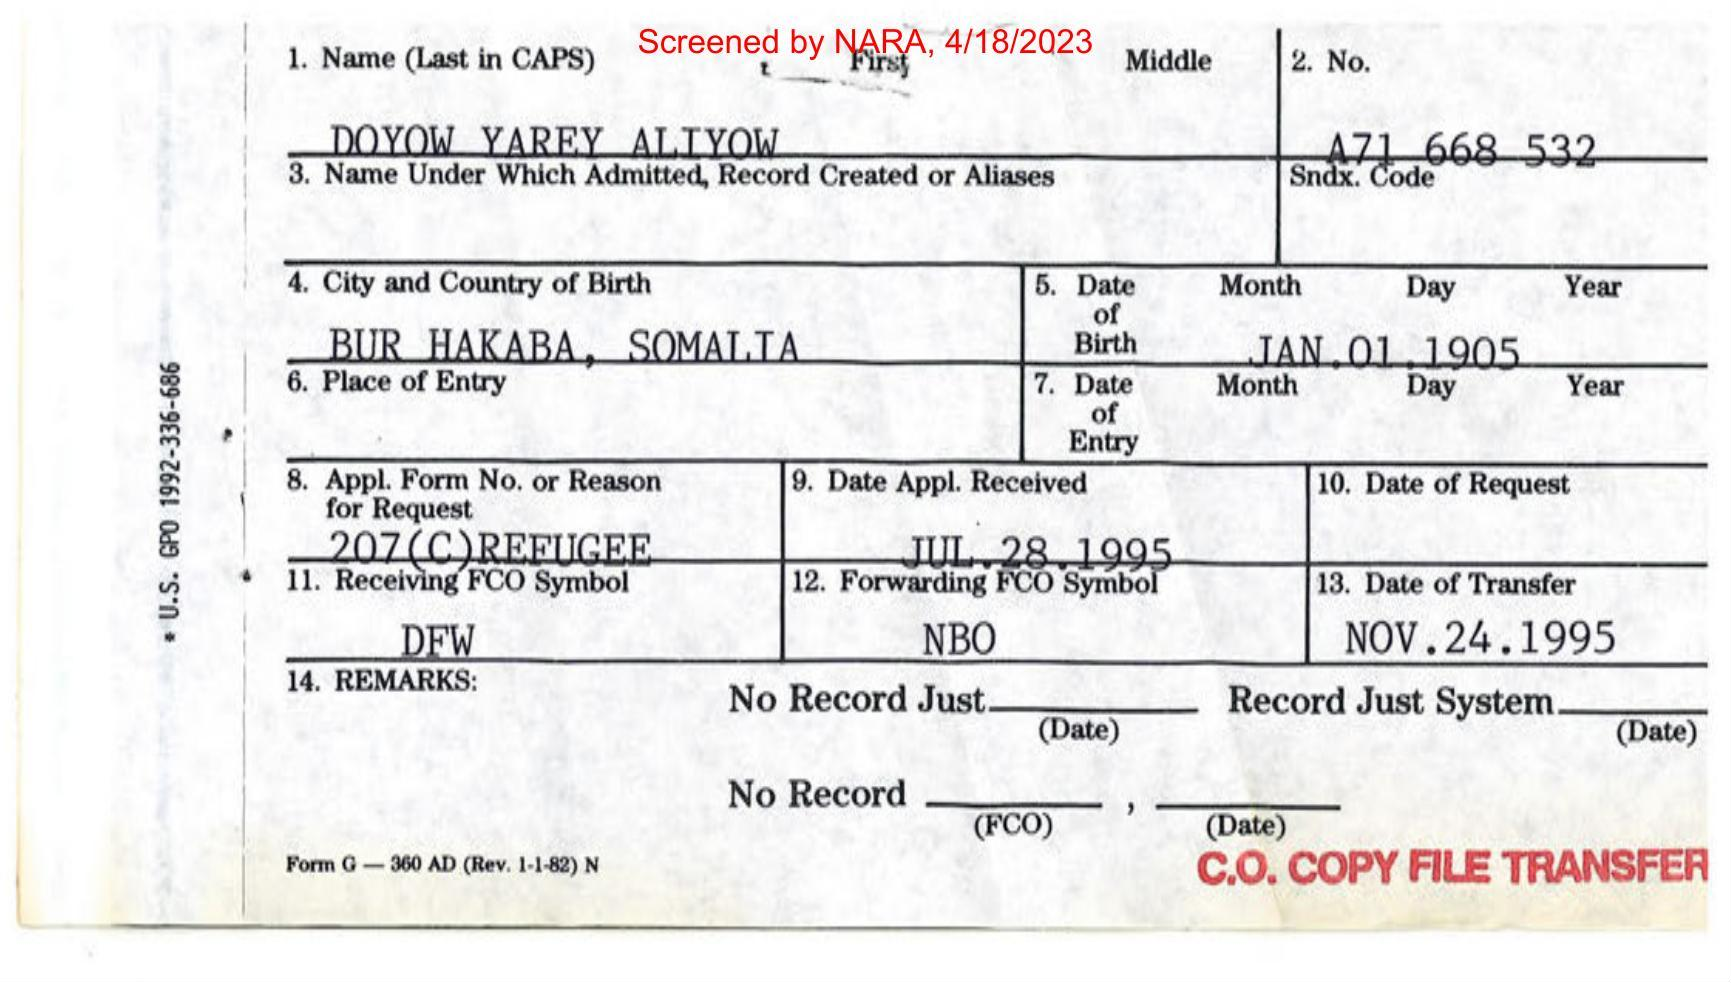 Screened by NARA, 4/18/2023
1. Name (Last in CAPS) First Middle 2. No.
DOYOW YAREY ALIYOW A71 668 532
3. Name Under Which Admitted, Record Created or Aliases Sndx. Code
4. City and Country of Birth 5. Date of Birth Month Day Year
BUR HAKABA, SOMALIA JAN.01.1905
6. Place of Entry 7. Date of Entry Month Day Year
8. Appl. Form No. or Reason for Request 9. Date Appl. Received 10. Date of Request
207(C)REFUGEE JUL.28.1995
11. Receiving FCO Symbol 12. Forwarding FCO Symbol 13. Date of Transfer
DFW NBO NOV.24.1995
14. REMARKS:
No Record Just. Record Just System
(Date) (Date)
No Record ,
(FCO) (Date)
Form G — 360 AD (Rev. 1-1-82) N
C.O. COPY FILE TRANSFER
* U.S. GPO 1992-336-686